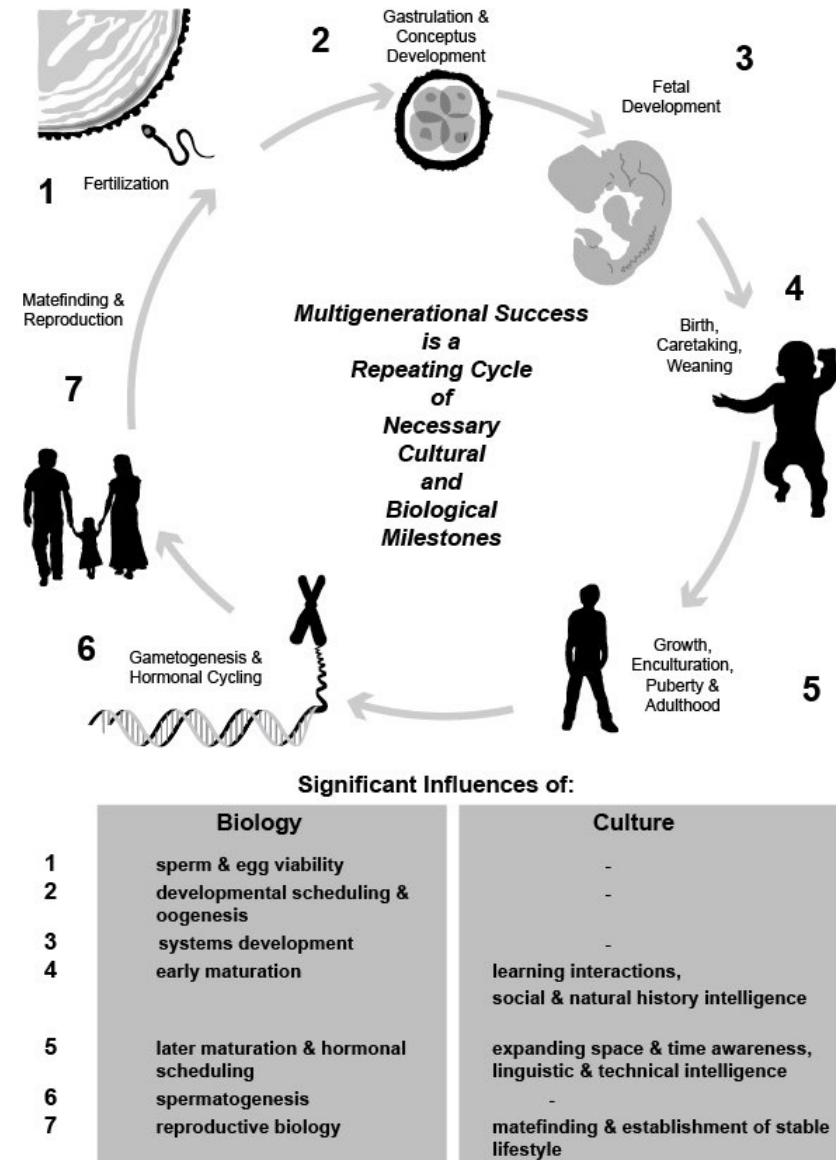 2
Gastrulation &
Conceptus
Development
3
Fetal
Development
1
Fertilization
4
Birth,
Caretaking,
Weaning
Matefinding &
Reproduction
7
Multigenerational Success
is a
Repeating Cycle
of
Necessary
Cultural
and
Biological
Milestones
6
Gametogenesis &
Hormonal Cycling
Growth,
Enculturation,
Puberty &
Adulthood
5
Significant Influences of:
Biology
Culture
1 sperm & egg viability -
2 developmental scheduling & -
oogenesis
3 systems development -
4 early maturation learning interactions,
social & natural history intelligence
5 later maturation & hormonal expanding space & time awareness,
scheduling linguistic & technical intelligence
6 spermatogenesis -
7 reproductive biology matefinding & establishment of stable
lifestyle